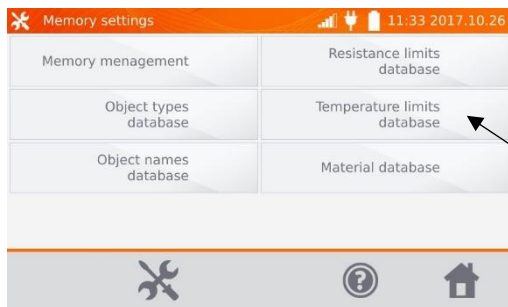 Memory settings
11:33 2017.10.26
Memory menagement
Resistance limits
database
Object types
database
Temperature limits
database
Object names
database
Material database
?